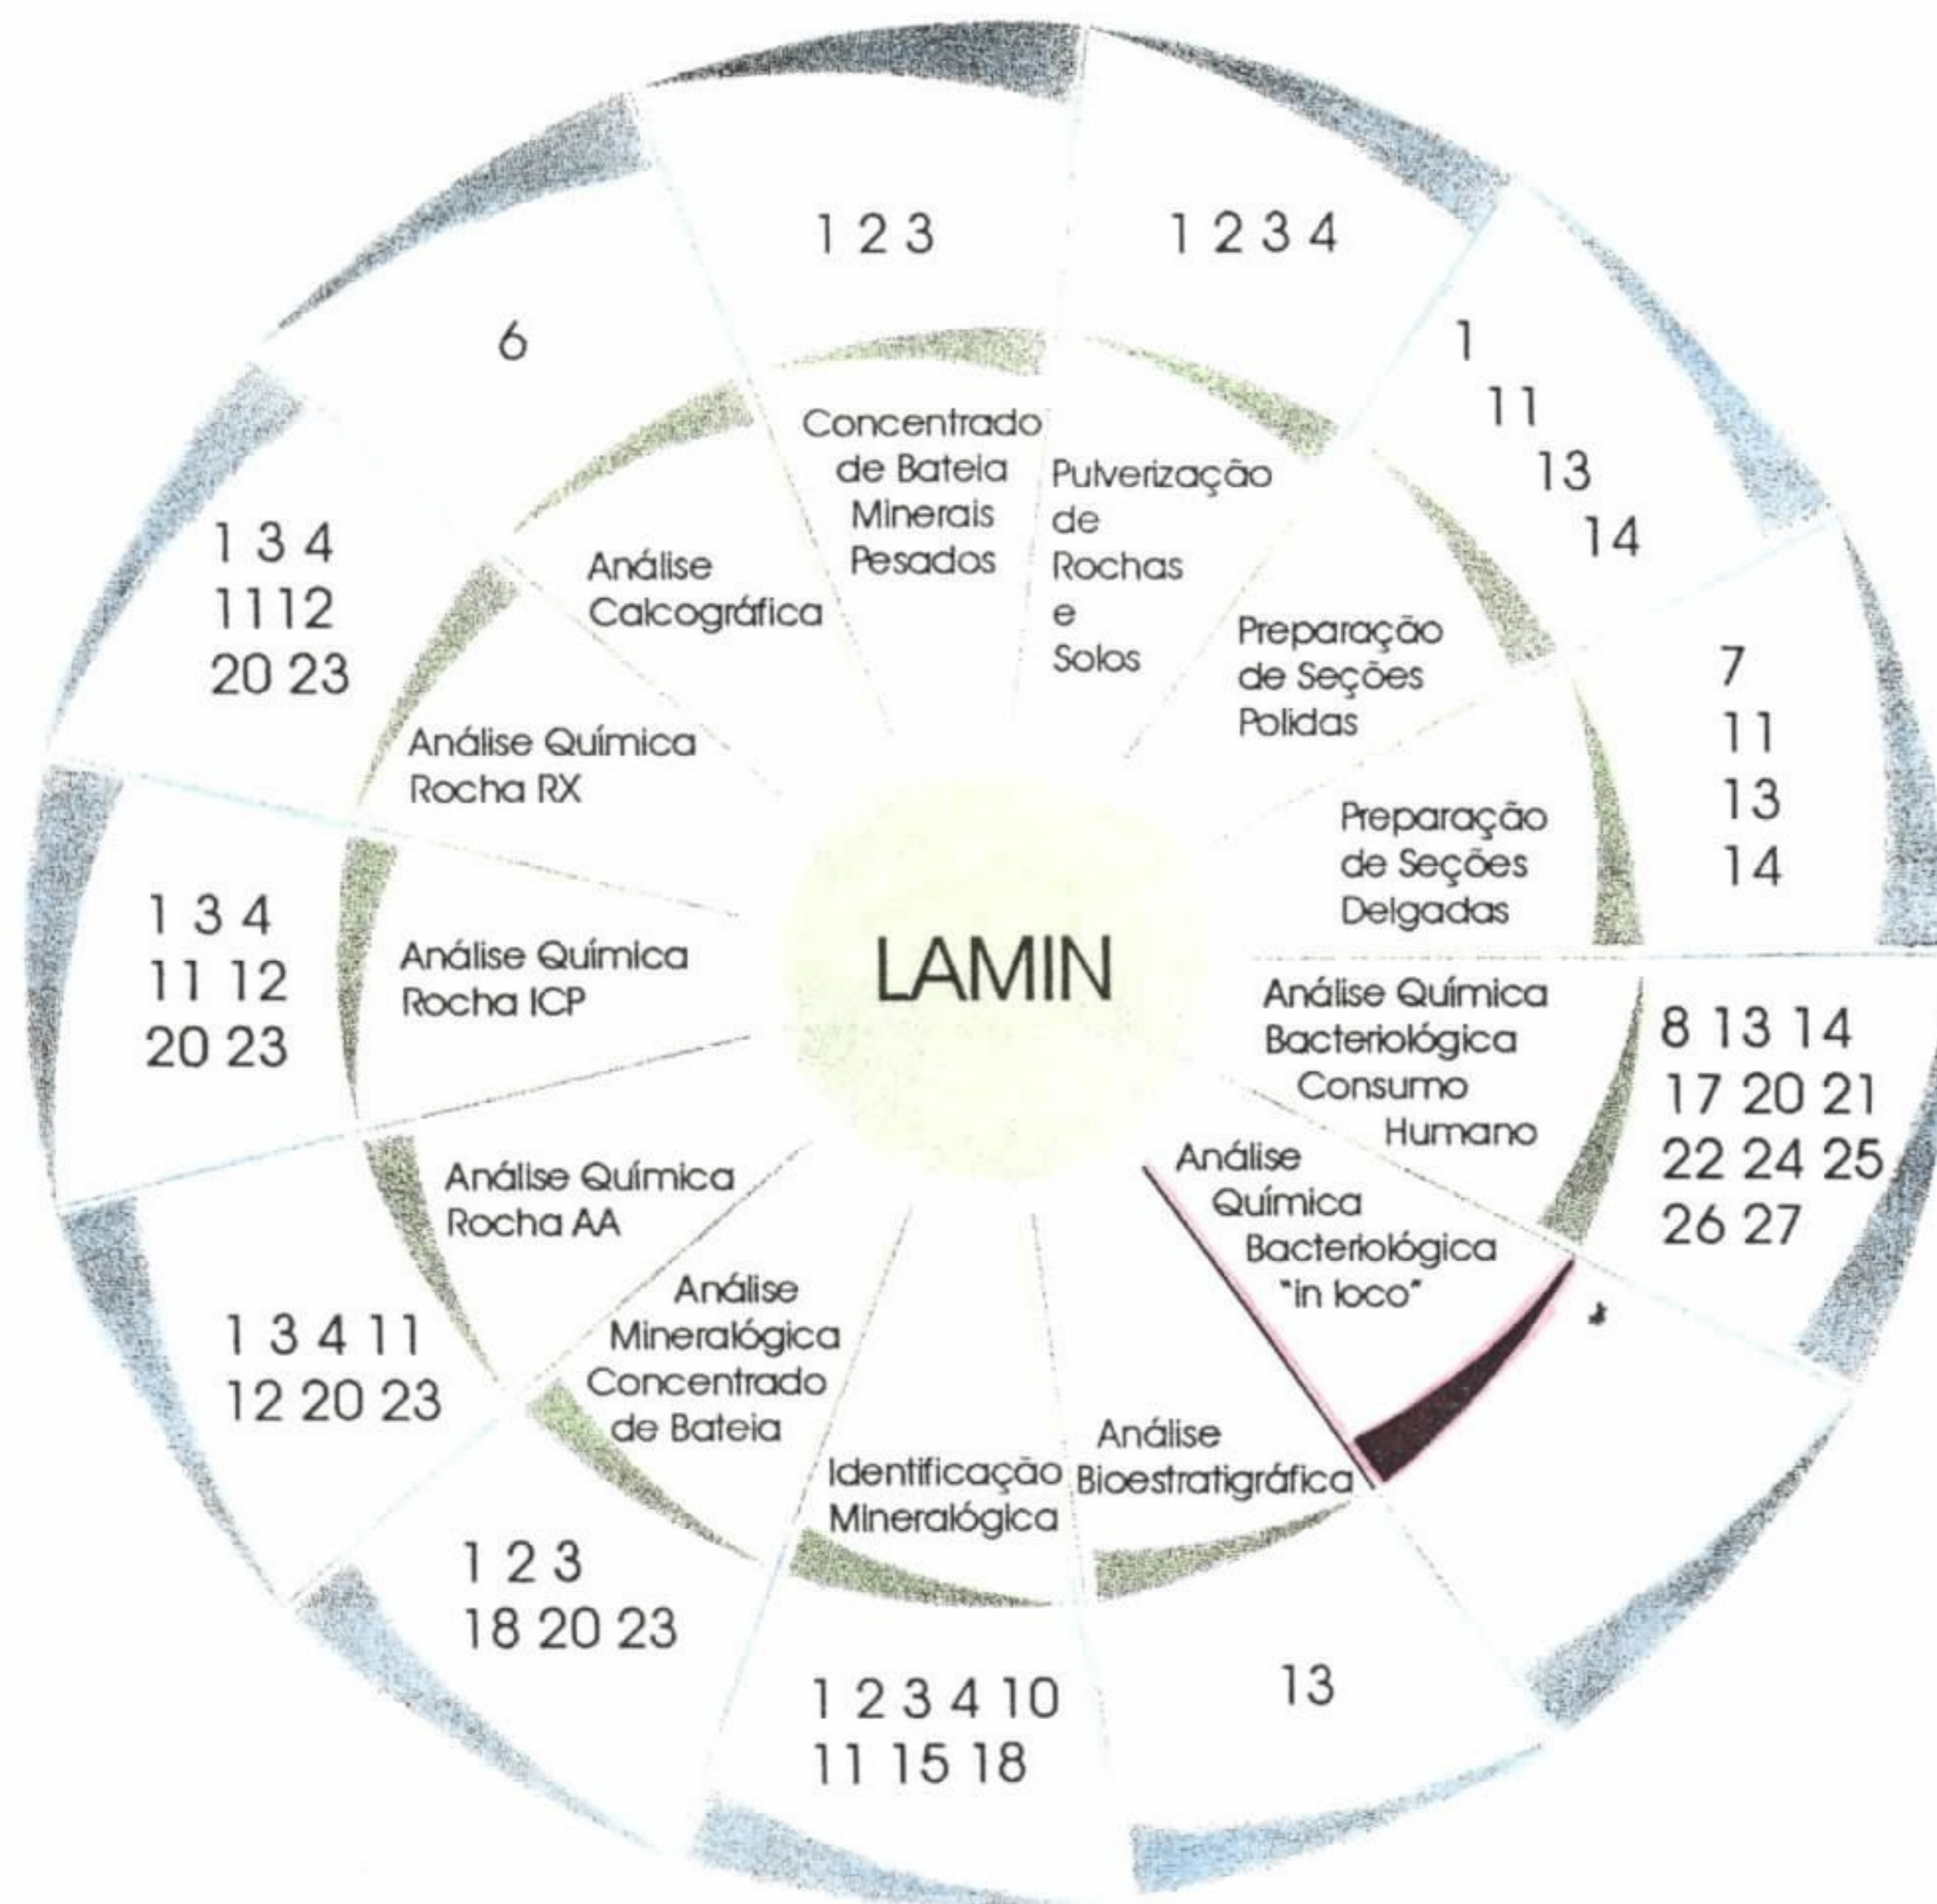 LAMIN
Concentrado
de Bateia
Minerais
Pesados
1 2 3
Pulverização
de
Rochas
e
Solos
1 2 3 4
Preparação
de Seções
Polidas
1
11
13
14
Preparação
de Seções
Delgadas
7
11
13
14
Análise Química
Bacteriológica
Consumo
Humano
8 13 14
17 20 21
22 24 25
26 27
Análise
Química
Bacteriológica
"in loco"
*
Análise
Bioestratigráfica
13
Identificação
Mineralógica
1 2 3 4 10
11 15 18
Análise
Mineralógica
Concentrado
de Bateia
1 2 3
18 20 23
Análise Química
Rocha AA
1 3 4 11
12 20 23
Análise Química
Rocha ICP
1 3 4
11 12
20 23
Análise Química
Rocha RX
1 3 4
11 12
20 23
Análise
Calcográfica
6